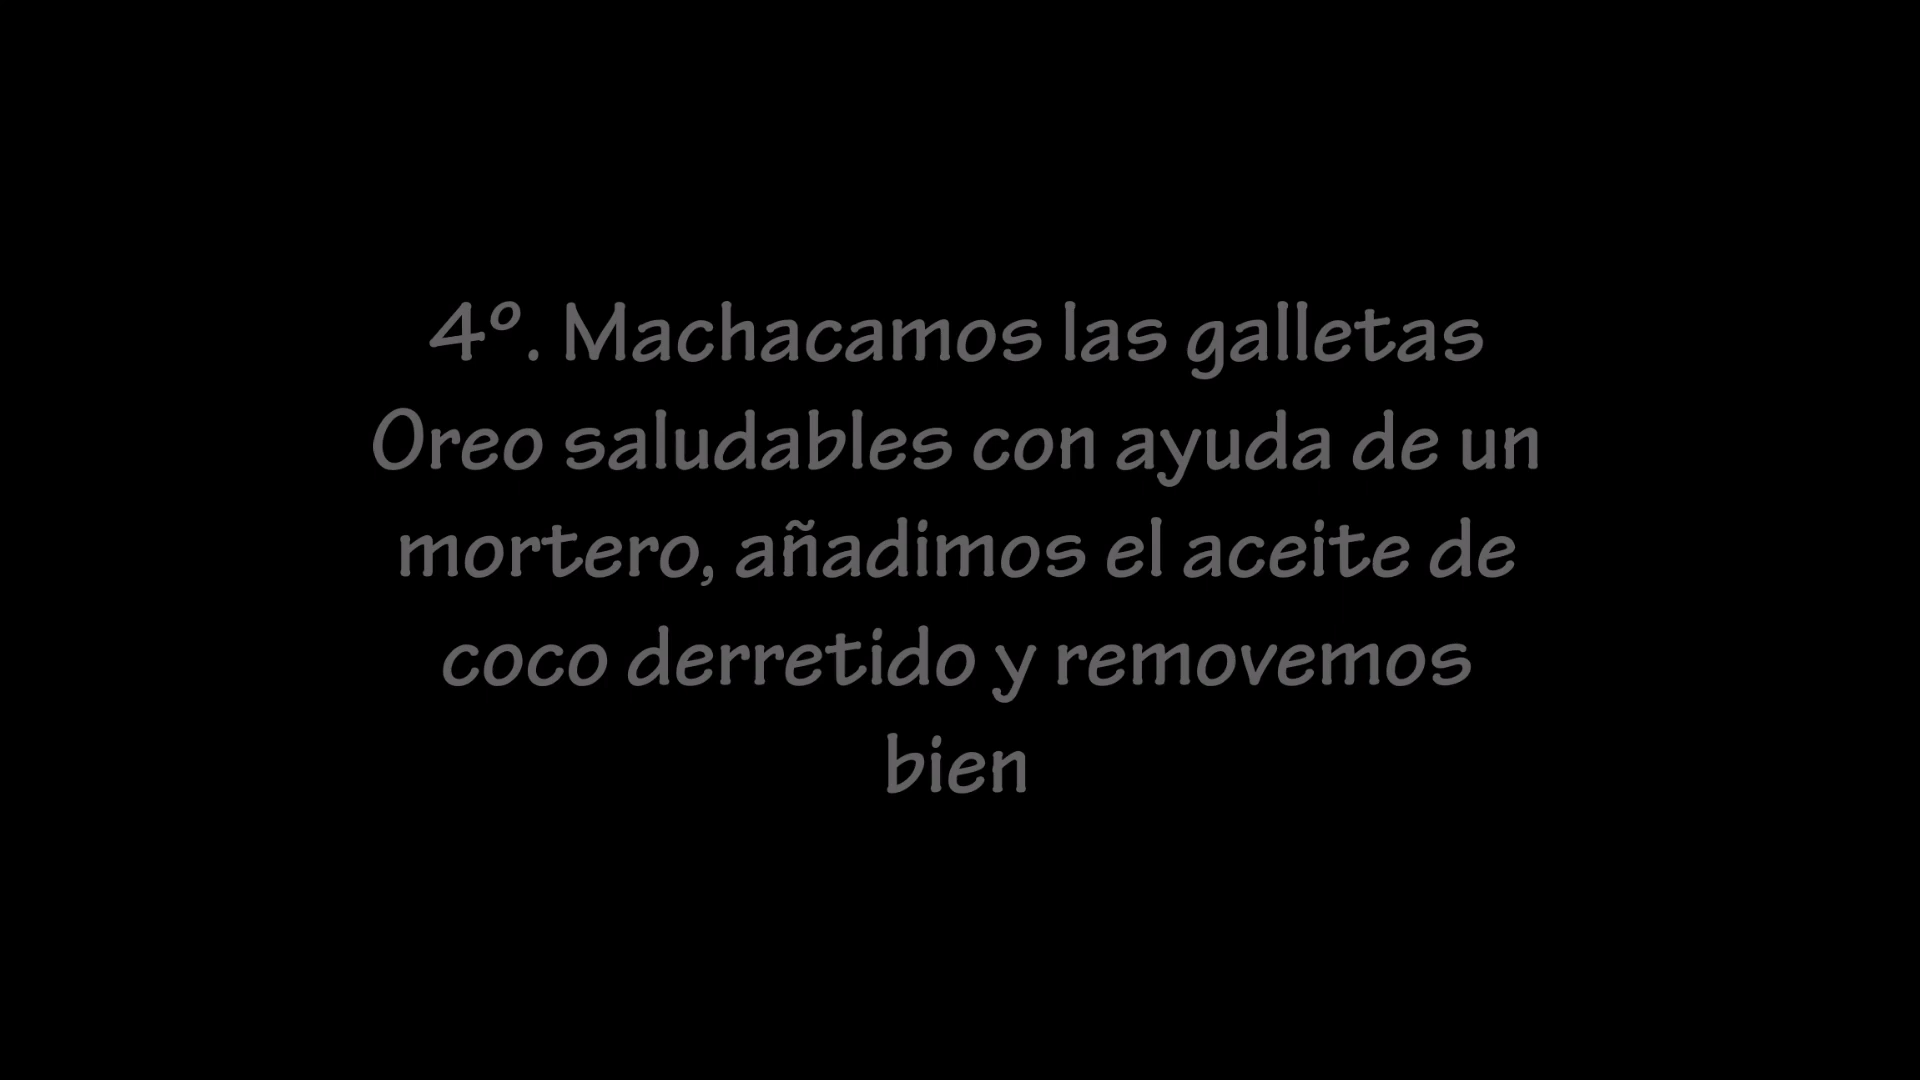 4º. Machacamos las galletas
Oreo saludables con ayuda de un
mortero, añadimos el aceite de
coco derretido y removemos
bien